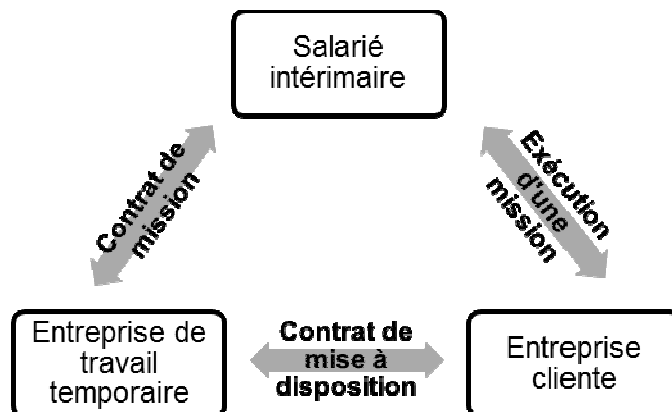 Salarié
intérimaire
Contrat de
mission
Exécution
d'une
mission
Entreprise de
travail
temporaire
Contrat de
mise à
disposition
Entreprise
cliente